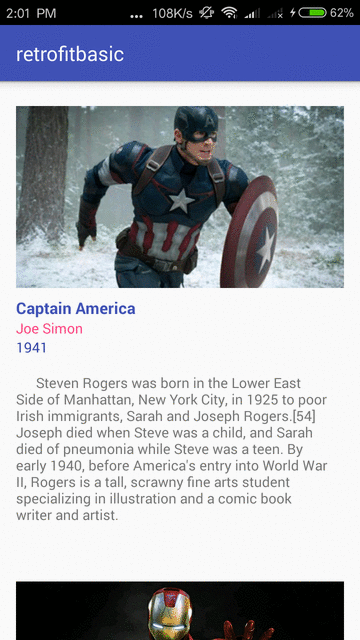 2:01 PM ... 108K/s 62%
retrofitbasic
Captain America
Joe Simon
1941
Steven Rogers was born in the Lower East
Side of Manhattan, New York City, in 1925 to poor
Irish immigrants, Sarah and Joseph Rogers.[54]
Joseph died when Steve was a child, and Sarah
died of pneumonia while Steve was a teen. By
early 1940, before America's entry into World War
II, Rogers is a tall, scrawny fine arts student
specializing in illustration and a comic book
writer and artist.